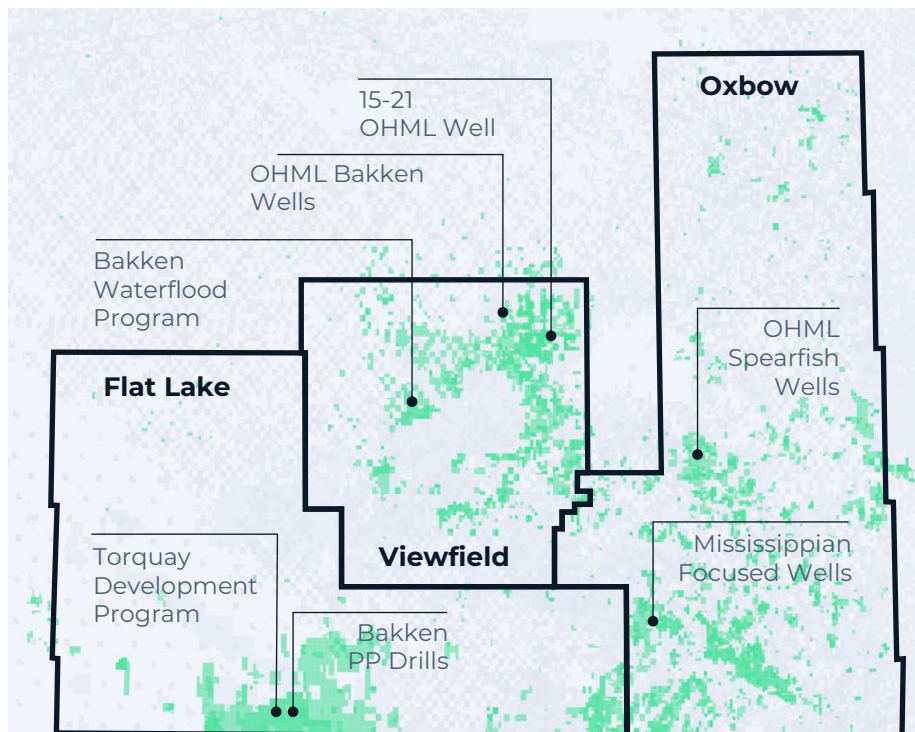 Oxbow
15-21
OHML Well
OHML Bakken
Wells
Bakken
Waterflood
Program
OHML
Spearfish
Wells
Flat Lake
Viewfield
Mississippian
Focused Wells
Torquay
Development
Program
Bakken
PP Drills